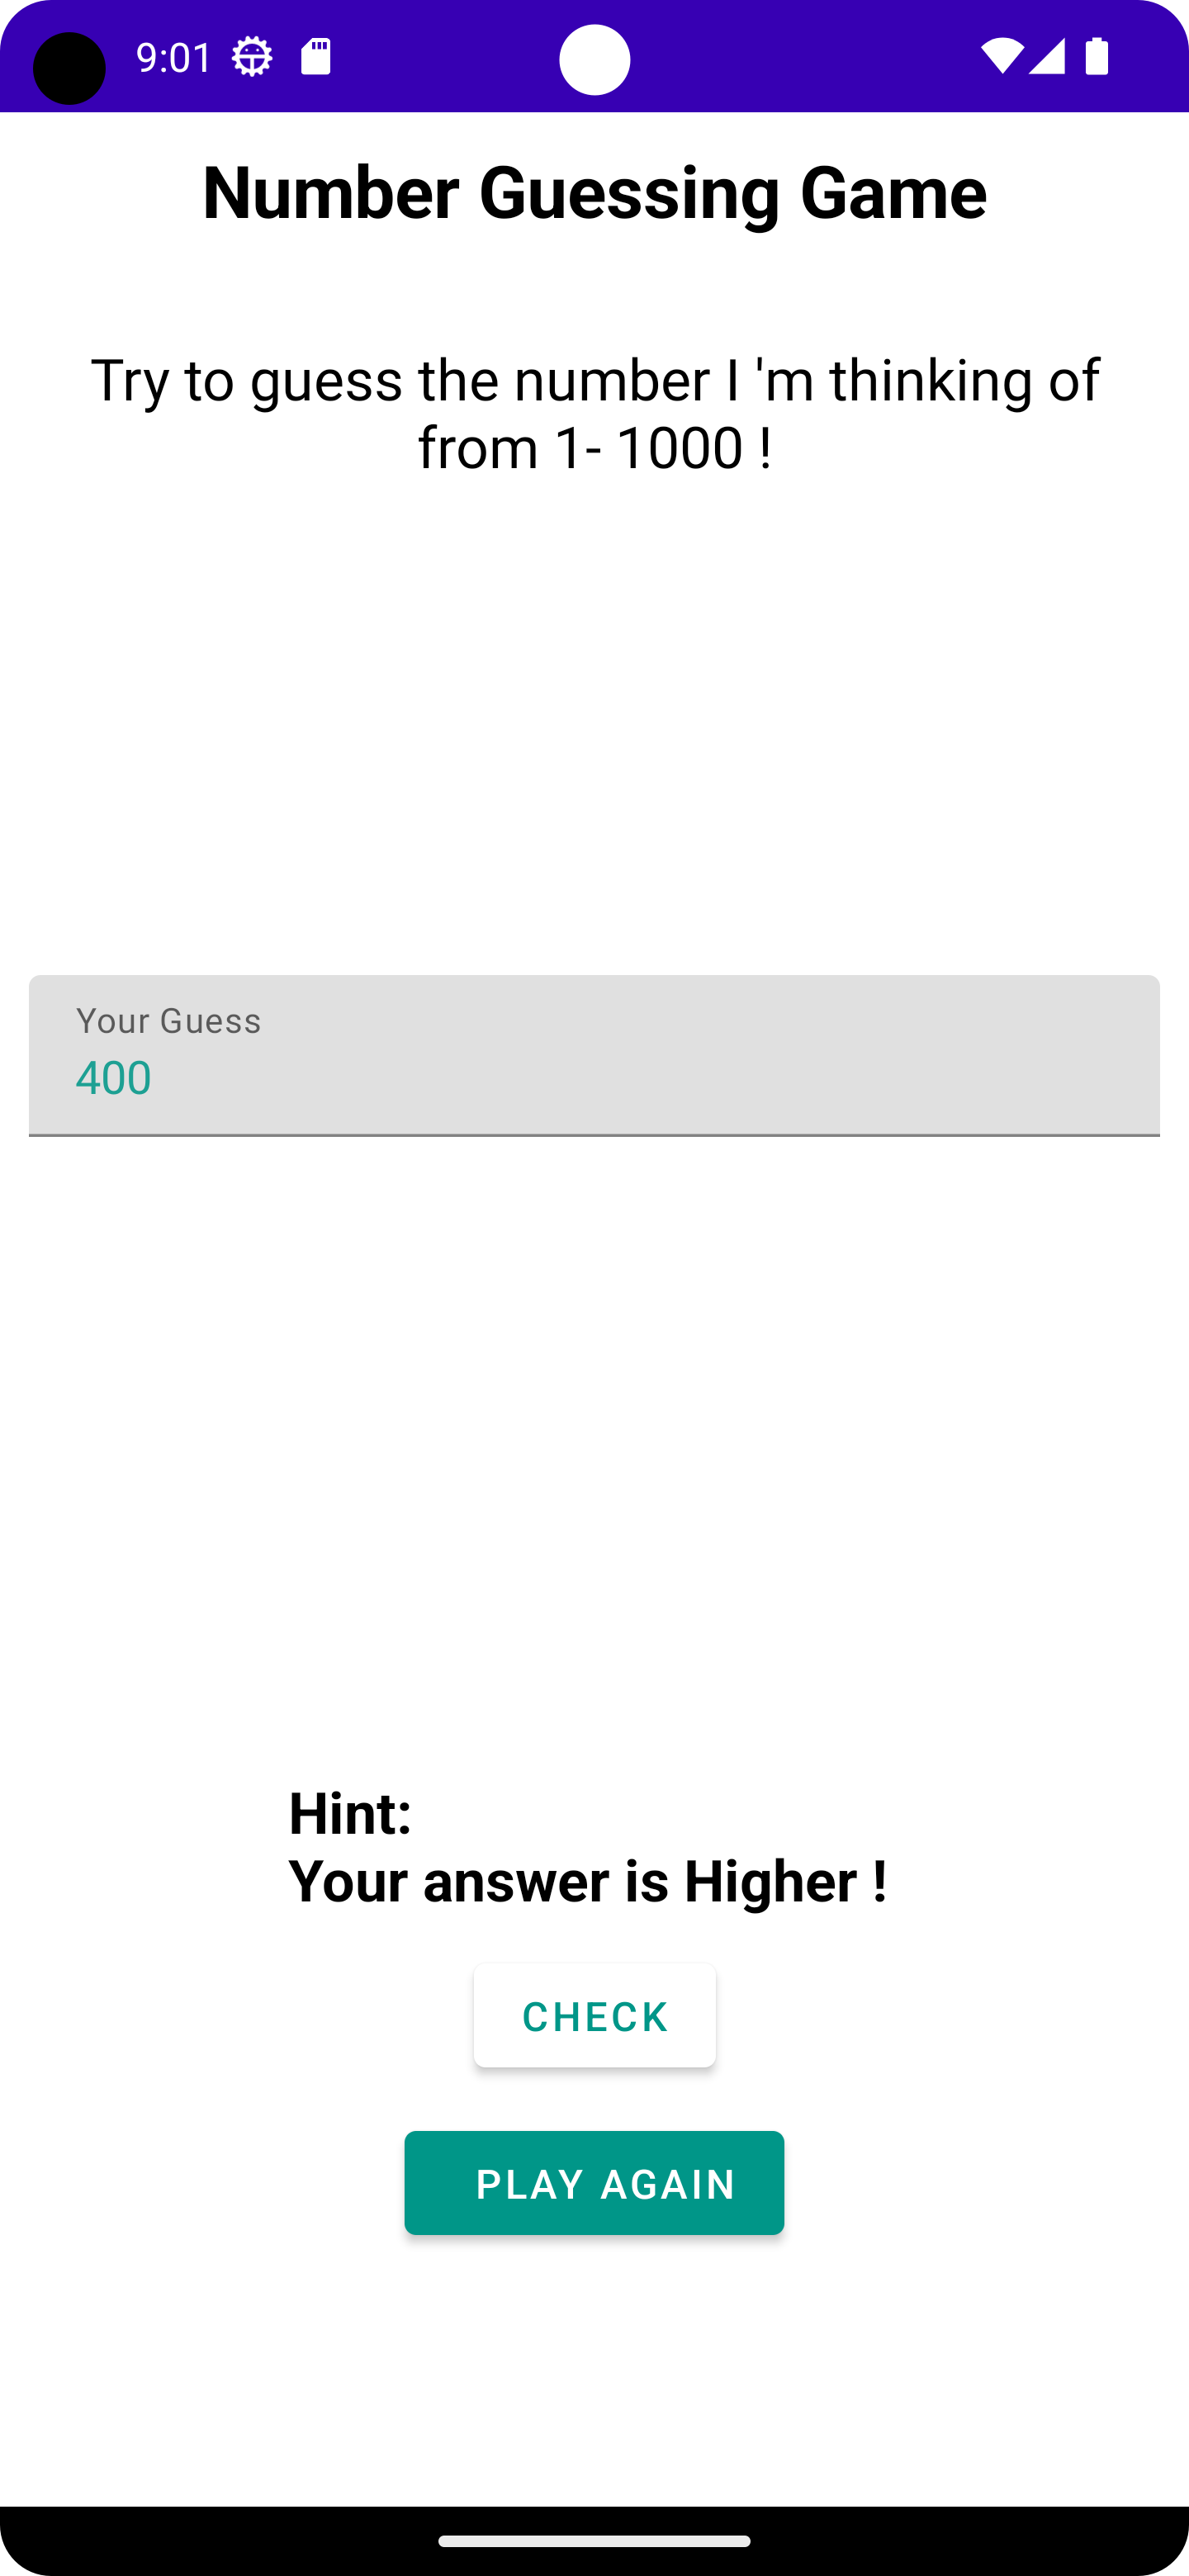 9:01
Number Guessing Game
Try to guess the number I 'm thinking of
from 1- 1000 !
Your Guess
400
Hint:
Your answer is Higher !
CHECK
PLAY AGAIN